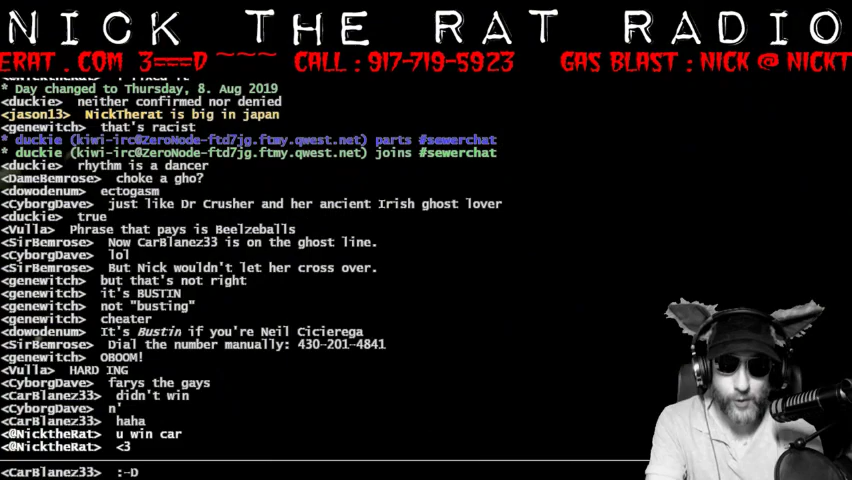 NICK THE RAT RADIO
ERAT . COM 3===D ~~~ CALL : 917-719-5923 GAS BLAST : NICK @ NICKT
* Day changed to Thursday, 8. Aug 2019
<duckie> neither confirmed nor denied
<jason13> NickTherat is big in japan
<genewitch> that's racist
* duckie (kiwi-irc@ZeroNode-ftd7jg.ftmy.qwest.net) parts #sewerchat
* duckie (kiwi-irc@ZeroNode-ftd7jg.ftmy.qwest.net) joins #sewerchat
<duckie> rhythm is a dancer
<DameBemrose> choke a gho?
<dowodenum> ectogasm
<CyborgDave> just like Dr Crusher and her ancient Irish ghost lover
<duckie> true
<Vulla> Phrase that pays is Beelzeballs
<SirBemrose> Now CarBlanez33 is on the ghost line.
<CyborgDave> lol
<SirBemrose> But Nick wouldn't let her cross over.
<genewitch> but that's not right
<genewitch> it's BUSTIN
<genewitch> not "busting"
<genewitch> cheater
<dowodenum> It's Bustin if you're Neil Cicierega
<SirBemrose> Dial the number manually: 430-201-4841
<genewitch> OBOOM!
<Vulla> HARD ING
<CyborgDave> farys the gays
<CarBlanez33> didn't win
<CyborgDave> n'
<CarBlanez33> haha
<@NicktheRat> u win car
<@NicktheRat> <3
<CarBlanez33> :-D